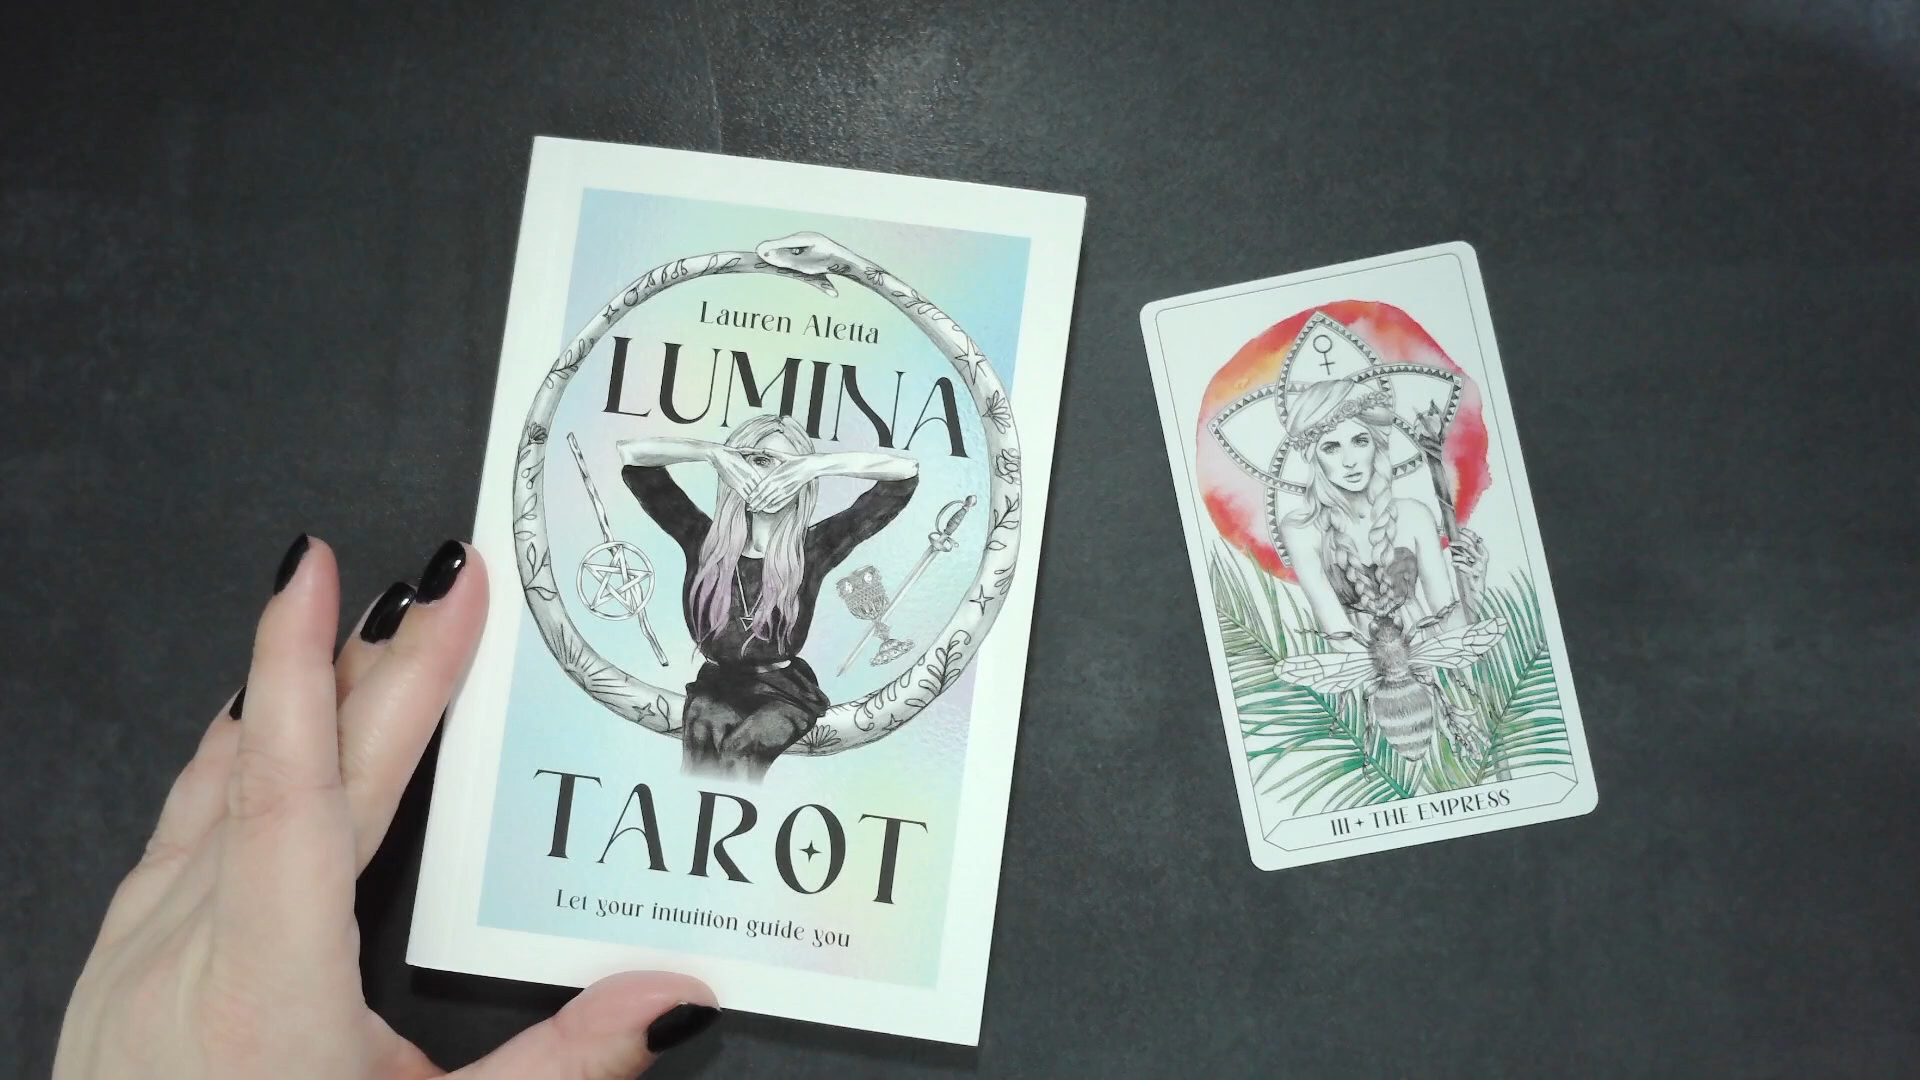 Lauren Aletta
LUMINA
TAROT
Let your intuition guide you
III ✦ THE EMPRESS